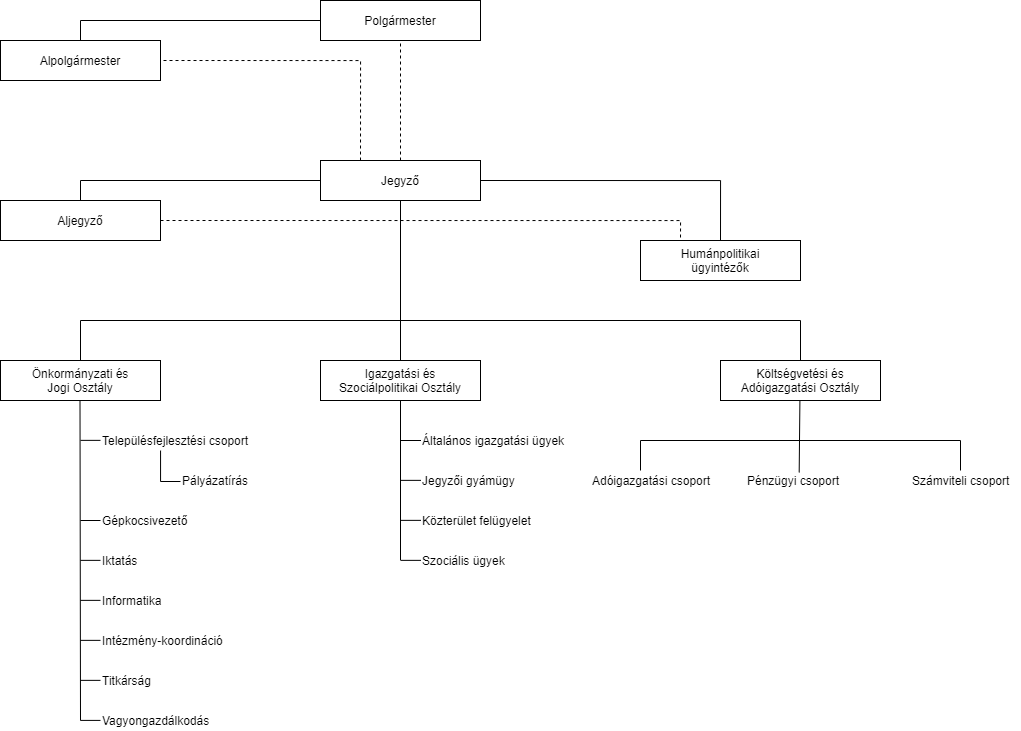 Polgármester
Alpolgármester
Jegyző
Aljegyző
Humánpolitikai
ügyintézők
Önkormányzati és
Jogi Osztály
Igazgatási és
Szociálpolitikai Osztály
Költségvetési és
Adóigazgatási Osztály
Településfejlesztési csoport
Pályázatírás
Gépkocsivezető
Iktatás
Informatika
Intézmény-koordináció
Titkárság
Vagyongazdálkodás
Általános igazgatási ügyek
Jegyzői gyámügy
Közterület felügyelet
Szociális ügyek
Adóigazgatási csoport
Pénzügyi csoport
Számviteli csoport